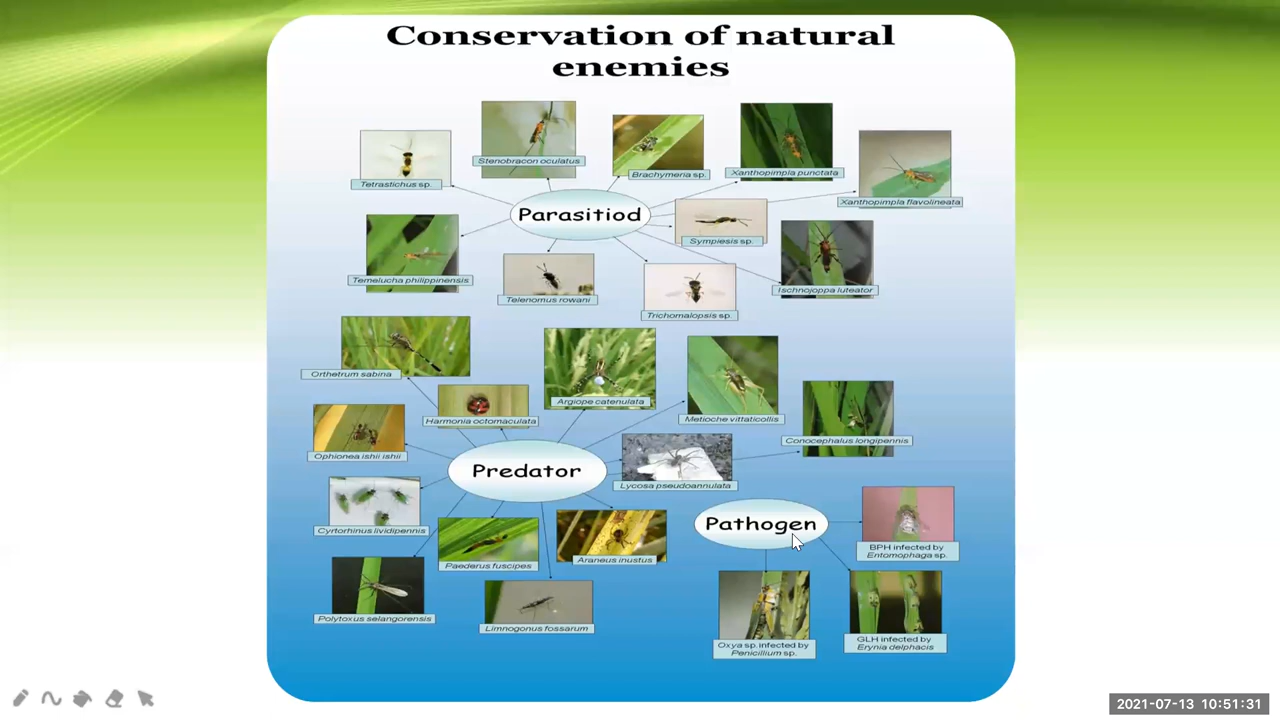 Conservation of natural
enemies
Tetrastichus sp.
Stenobracon oculatus
Brachymeria sp.
Xanthopimpla punctata
Xanthopimpla flavolineata
Parasitiod
Sympiesis sp.
Temelucha philippinensis
Telenomus rowani
Trichomalopsis sp.
Ischnojoppa luteator
Orthetrum sabina
Harmonia octomaculata
Argiope catenulata
Metioche vittaticollis
Conocephalus longipennis
Ophionea ishii ishii
Predator
Lycosa pseudoannulata
Cyrtorhinus lividipennis
Paederus fuscipes
Araneus inustus
Polytoxus selangorensis
Limnogonus fossarum
Pathogen
BPH infected by
Entomophaga sp.
Oxya sp. infected by
Penicillium sp.
GLH infected by
Erynia delphacis
2021-07-13 10:51:31